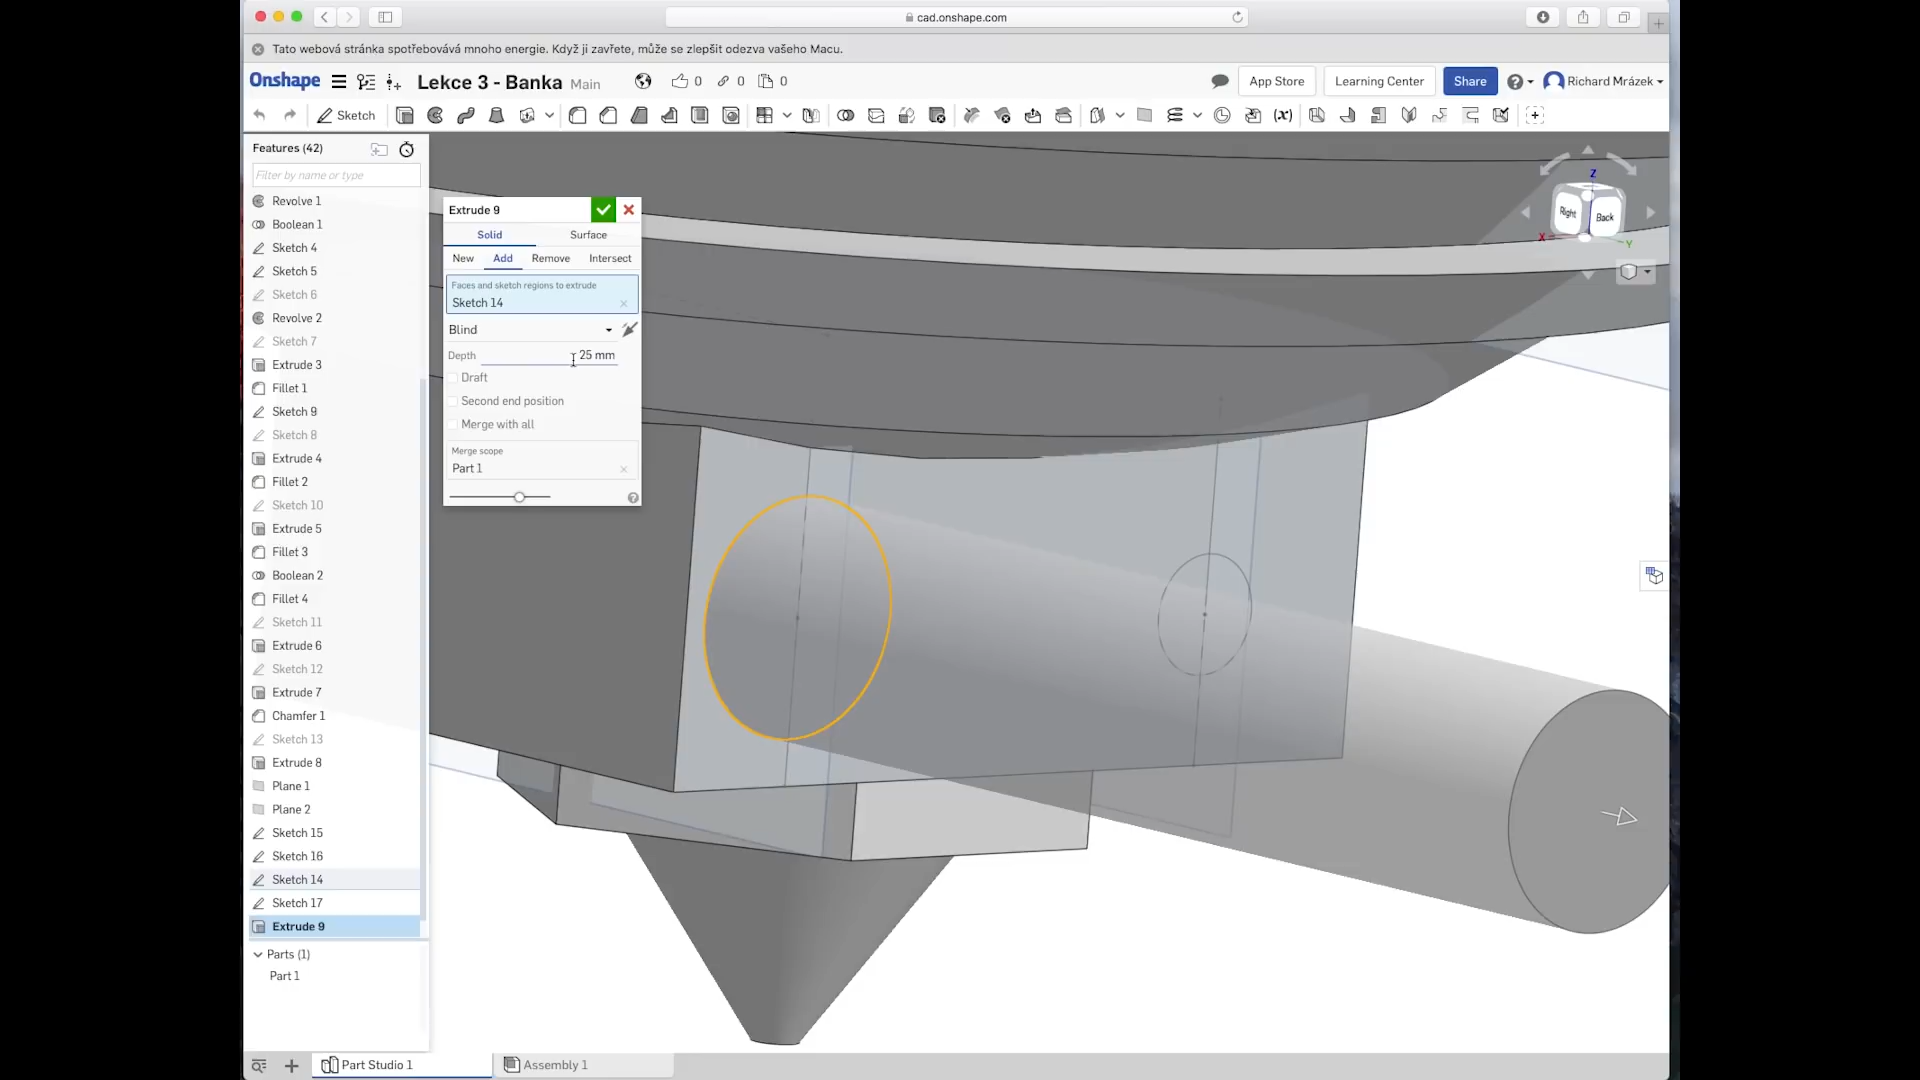 cad.onshape.com
Tato webová stránka spotřebovává mnoho energie. Když ji zavřete, může se zlepšit odezva vašeho Macu.
Onshape Lekce 3 - Banka Main 0 0 0 App Store Learning Center Share Richard Mrázek
Sketch (x)
Features (42)
Filter by name or type
Revolve 1
Boolean 1
Sketch 4
Sketch 5
Sketch 6
Revolve 2
Sketch 7
Extrude 3
Fillet 1
Sketch 9
Sketch 8
Extrude 4
Fillet 2
Sketch 10
Extrude 5
Fillet 3
Boolean 2
Fillet 4
Sketch 11
Extrude 6
Sketch 12
Extrude 7
Chamfer 1
Sketch 13
Extrude 8
Plane 1
Plane 2
Sketch 15
Sketch 16
Sketch 14
Sketch 17
Extrude 9
Parts (1)
Part 1
Extrude 9
Solid Surface
New Add Remove Intersect
Faces and sketch regions to extrude
Sketch 14
Blind
Depth 25 mm
Draft
Second end position
Merge with all
Merge scope
Part 1
Z
Right Back
X Y
Part Studio 1 Assembly 1